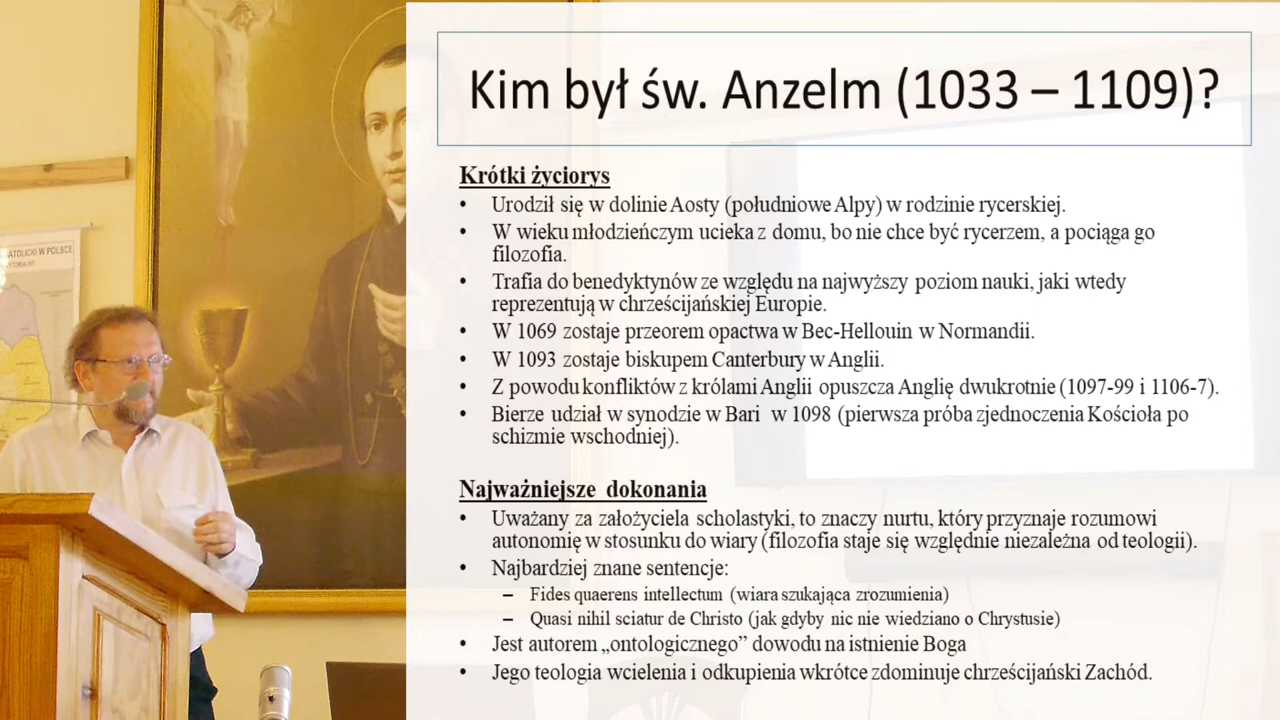 Kim był św. Anzelm (1033 – 1109)?
Krótki życiorys
• Urodził się w dolinie Aosty (południowe Alpy) w rodzinie rycerskiej.
• W wieku młodzieńczym ucieka z domu, bo nie chce być rycerzem, a pociąga go
filozofia.
• Trafia do benedyktynów ze względu na najwyższy poziom nauki, jaki wtedy
reprezentują w chrześcijańskiej Europie.
• W 1069 zostaje przeorem opactwa w Bec-Hellouin w Normandii.
• W 1093 zostaje biskupem Canterbury w Anglii.
• Z powodu konfliktów z królami Anglii opuszcza Anglię dwukrotnie (1097-99 i 1106-7).
• Bierze udział w synodzie w Bari w 1098 (pierwsza próba zjednoczenia Kościoła po
schizmie wschodniej).
Najważniejsze dokonania
• Uważany za założyciela scholastyki, to znaczy nurtu, który przyznaje rozumowi
autonomię w stosunku do wiary (filozofia staje się względnie niezależna od teologii).
• Najbardziej znane sentencje:
– Fides quaerens intellectum (wiara szukająca zrozumienia)
– Quasi nihil sciatur de Christo (jak gdyby nic nie wiedziano o Chrystusie)
• Jest autorem „ontologicznego” dowodu na istnienie Boga
• Jego teologia wcielenia i odkupienia wkrótce zdominuje chrześcijański Zachód.
W POLSCE